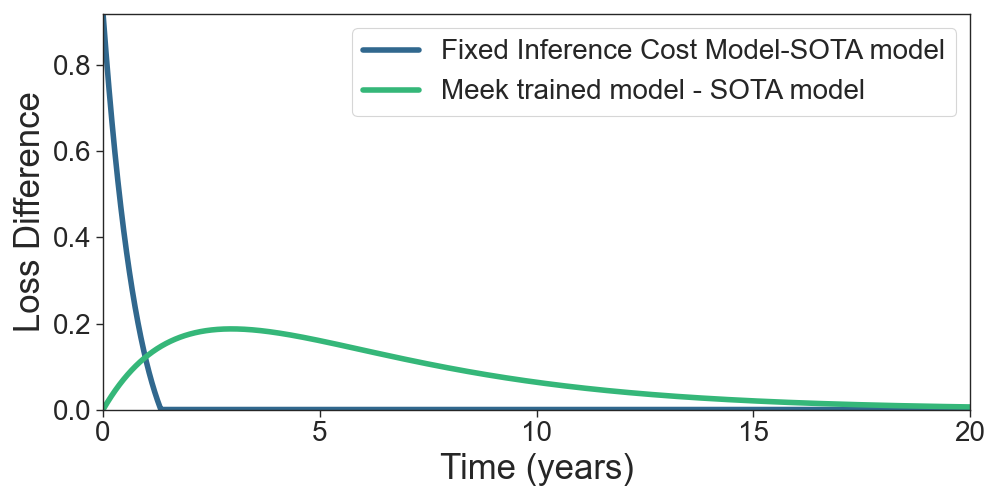 Fixed Inference Cost Model-SOTA model
Meek trained model - SOTA model
Loss Difference
0.8
0.6
0.4
0.2
0.0
0
5
10
15
20
Time (years)